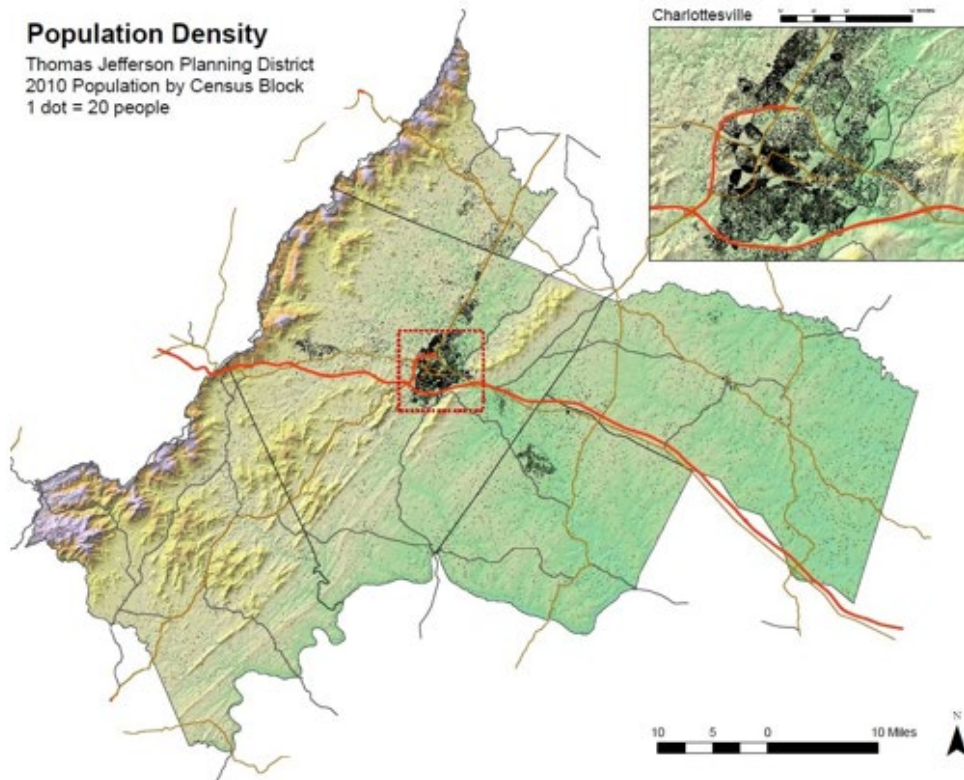 Population Density
Thomas Jefferson Planning District
2010 Population by Census Block
1 dot = 20 people
Charlottesville
N
10 5 0 10 Miles